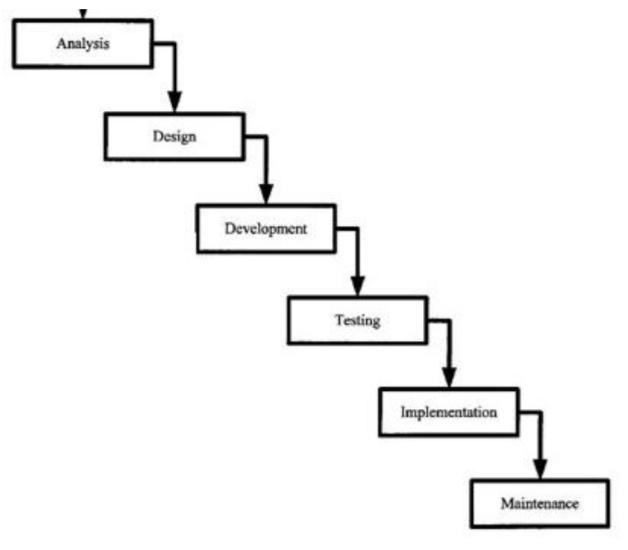 Analysis
Design
Development
Testing
Implementation
Maintenance